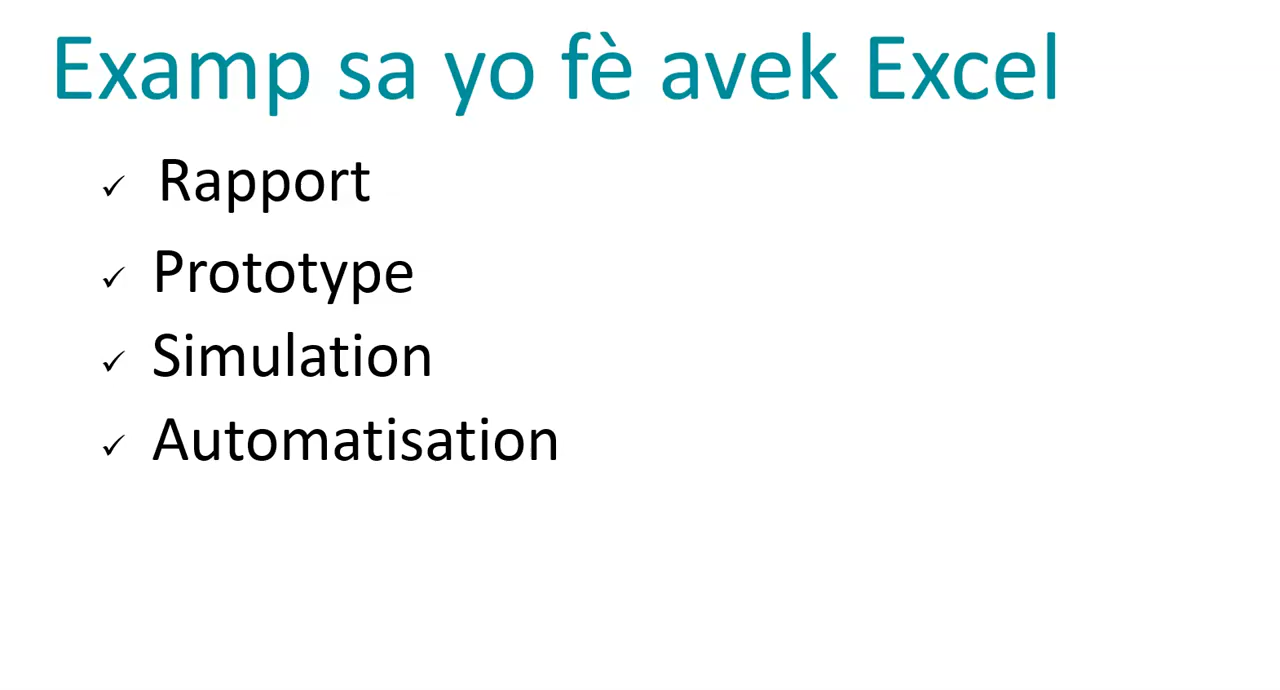 Examp sa yo fè avek Excel
✓ Rapport
✓ Prototype
✓ Simulation
✓ Automatisation